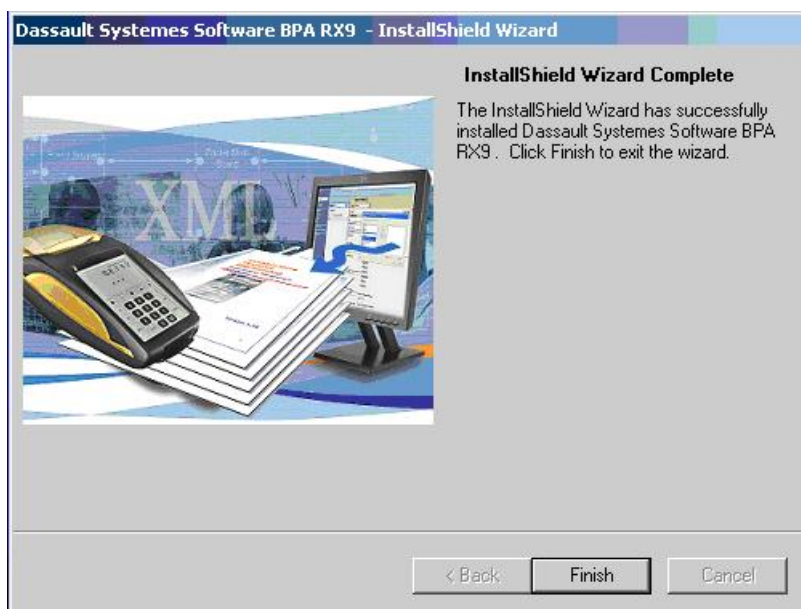 Dassault Systemes Software BPA RX9 - InstallShield Wizard
InstallShield Wizard Complete
The InstallShield Wizard has successfully
installed Dassault Systemes Software BPA
RX9 . Click Finish to exit the wizard.
XML
< Back
Finish
Cancel